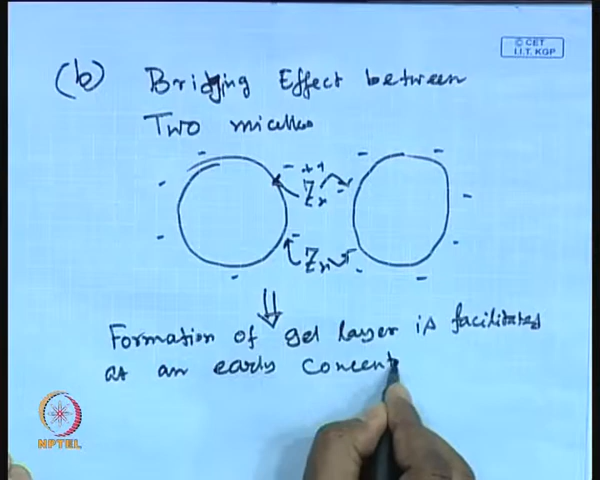 © CET
I.I.T. KGP
(b) Bridging Effect between
Two micelles
- - - -
- - ++ - -
Zn
- - Zn - -
- -
Formation of gel layer is facilitated
at an early concent
NPTEL